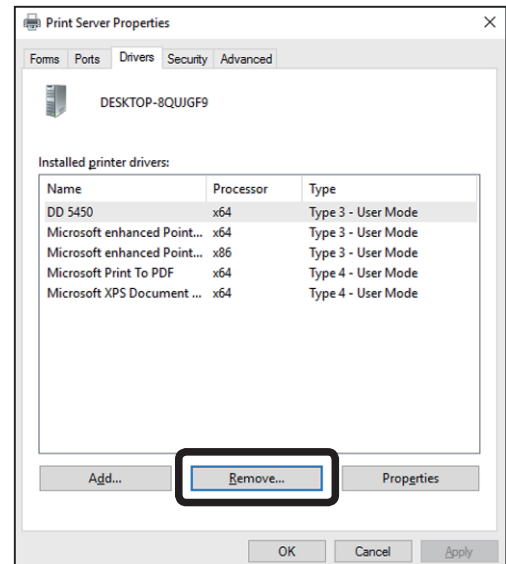 Print Server Properties
Forms Ports Drivers Security Advanced
DESKTOP-8QUJGF9
Installed printer drivers:
Name Processor Type
DD 5450 x64 Type 3 - User Mode
Microsoft enhanced Point... x64 Type 3 - User Mode
Microsoft enhanced Point... x86 Type 3 - User Mode
Microsoft Print To PDF x64 Type 4 - User Mode
Microsoft XPS Document ... x64 Type 4 - User Mode
Add... Remove... Properties
OK Cancel Apply